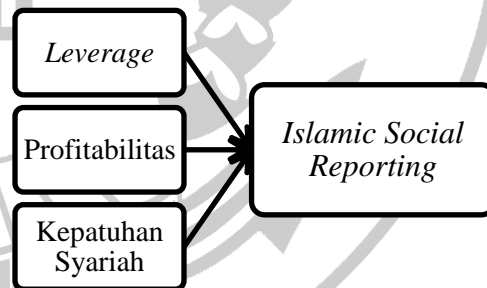 Leverage
Profitabilitas
Kepatuhan
Syariah
Islamic Social
Reporting